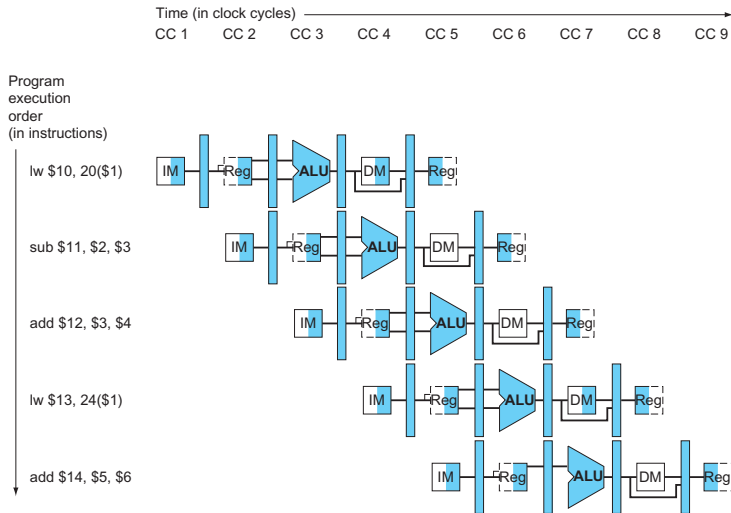 Time (in clock cycles)
CC 1 CC 2 CC 3 CC 4 CC 5 CC 6 CC 7 CC 8 CC 9
Program
execution
order
(in instructions)
lw $10, 20($1) IM Reg ALU DM Reg
sub $11, $2, $3 IM Reg ALU DM Reg
add $12, $3, $4 IM Reg ALU DM Reg
lw $13, 24($1) IM Reg ALU DM Reg
add $14, $5, $6 IM Reg ALU DM Reg